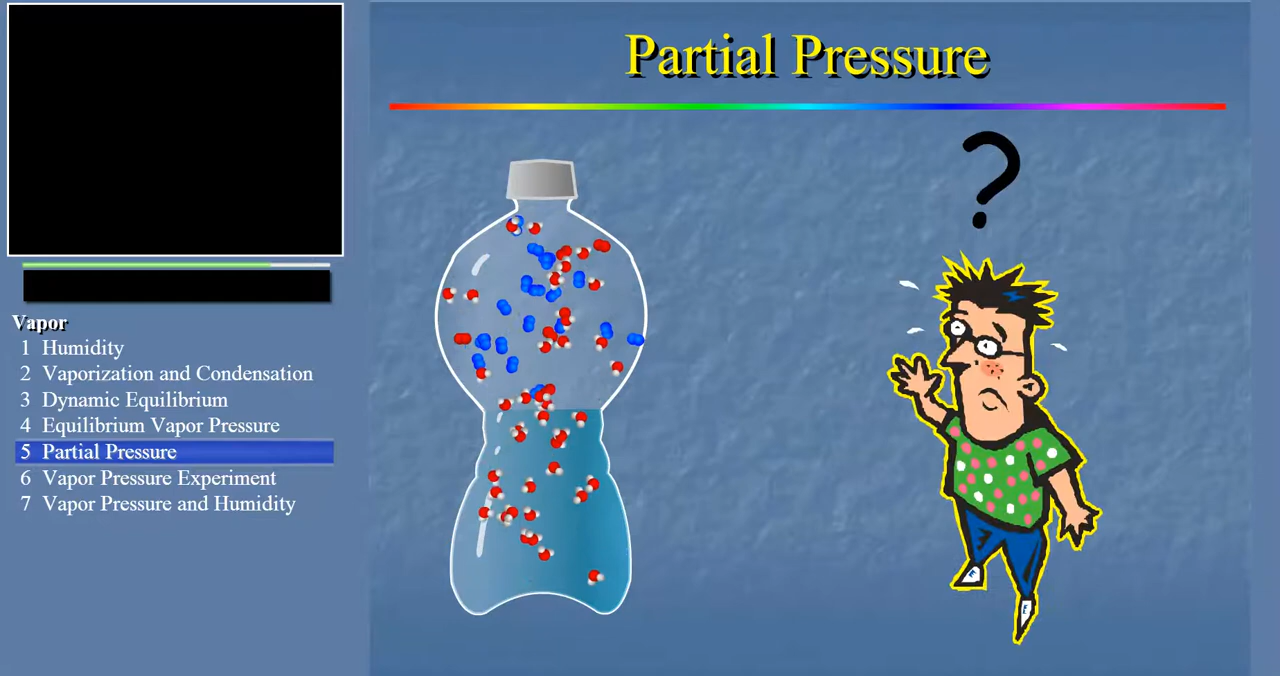 Partial Pressure
?
Vapor
1 Humidity
2 Vaporization and Condensation
3 Dynamic Equilibrium
4 Equilibrium Vapor Pressure
5 Partial Pressure
6 Vapor Pressure Experiment
7 Vapor Pressure and Humidity
E
E